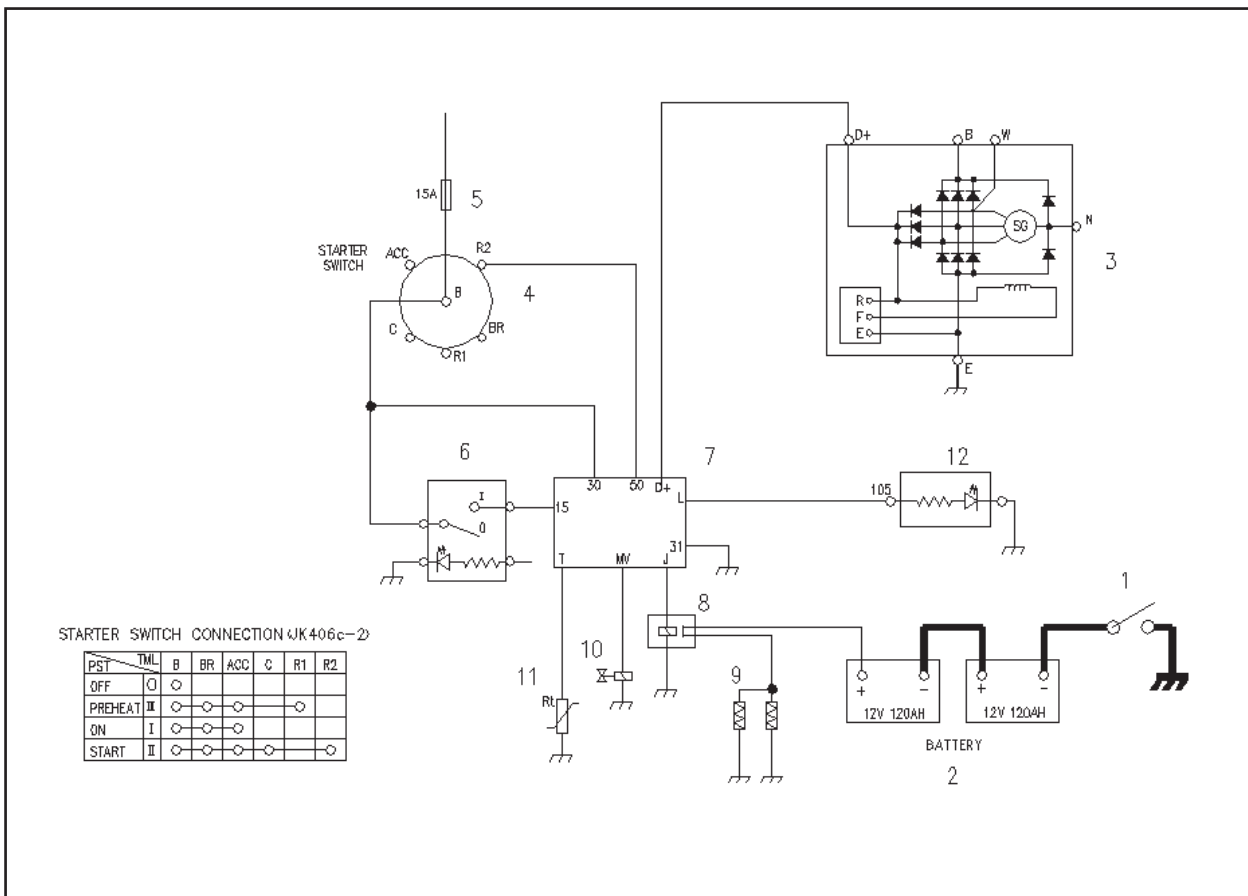 D+ B W
15A 5
SG
N
STARTER
SWITCH
ACC
R2
3
B
4
R
F
E
C
BR
R1
E
6
7
12
30 50 D+
I
15
L
105
O
31
T MV J
1
8
STARTER SWITCH CONNECTION (JK406c-2)
PST TML B BR ACC C R1 R2
OFF O
PREHEAT III
ON I
START II
11
10
9
Rt
+ - + -
12V 120AH 12V 120AH
BATTERY
2